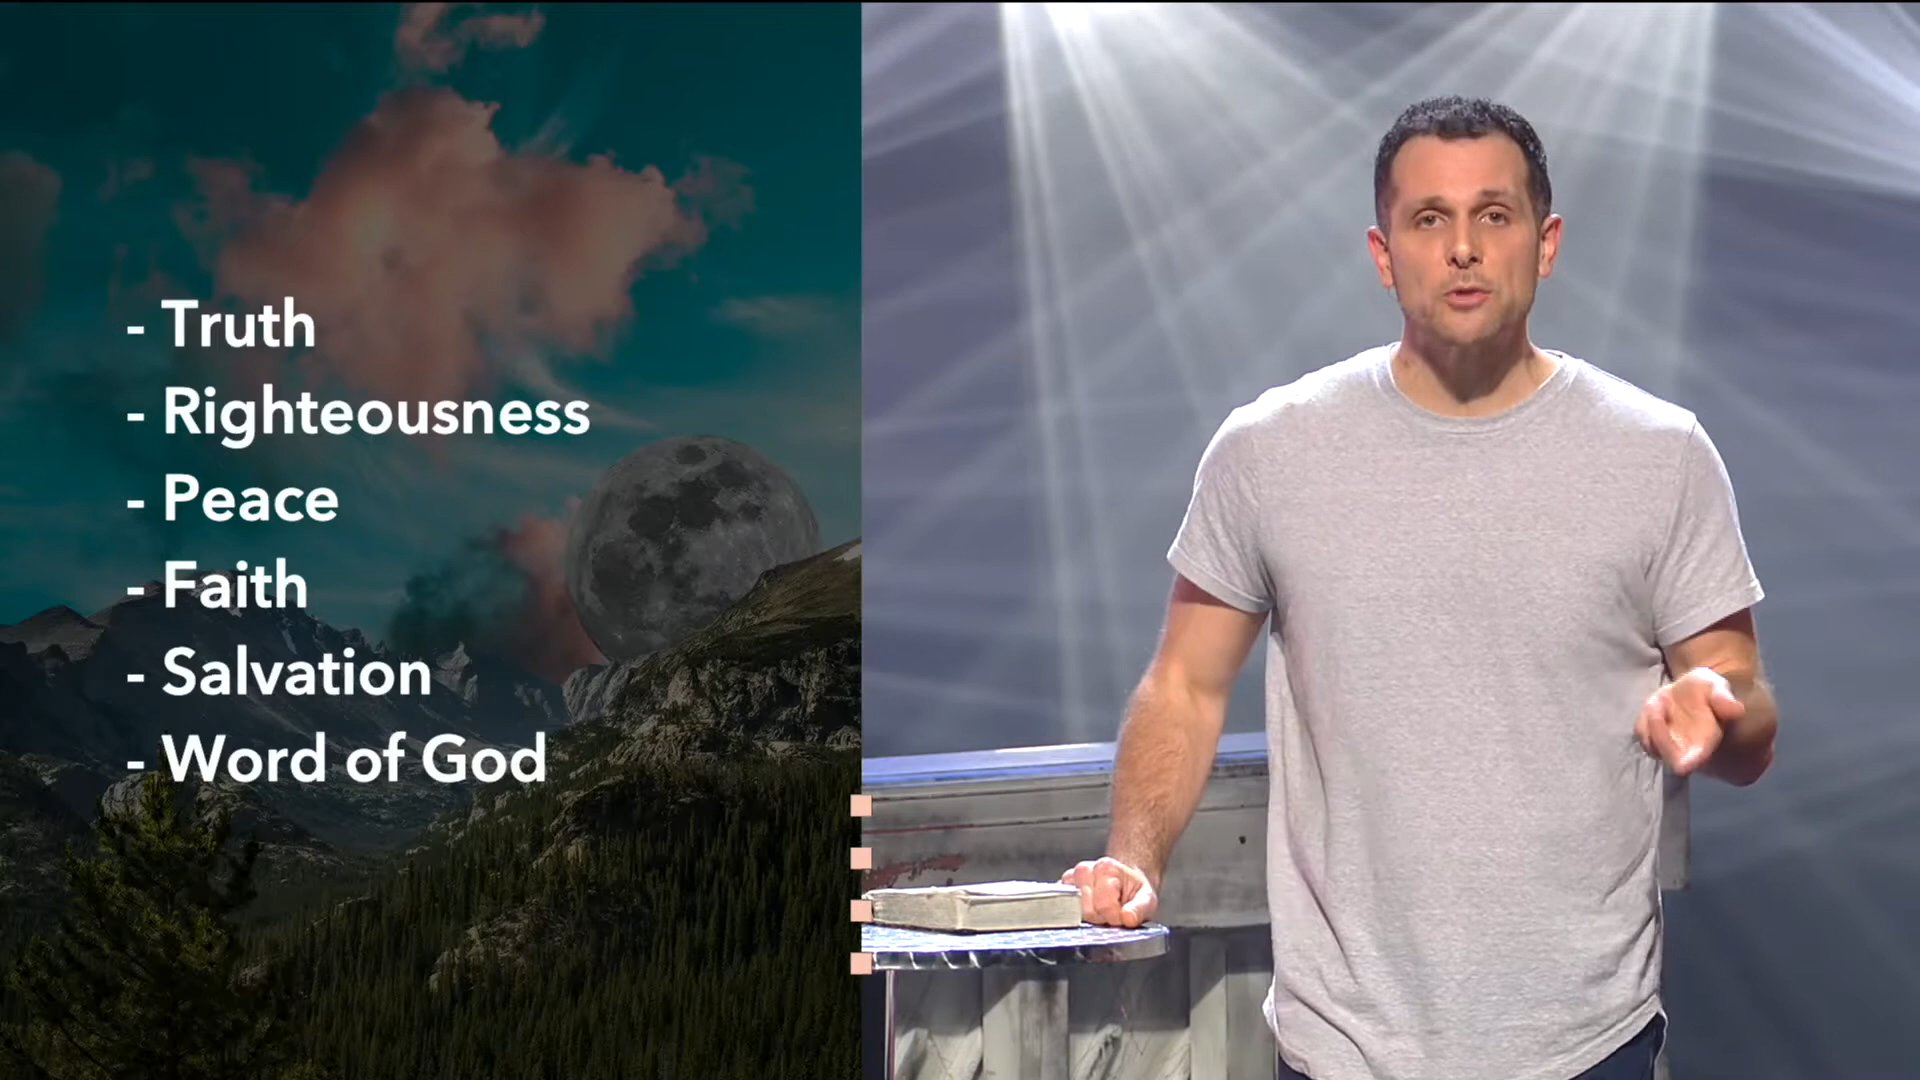 - Truth
- Righteousness
- Peace
- Faith
- Salvation
- Word of God